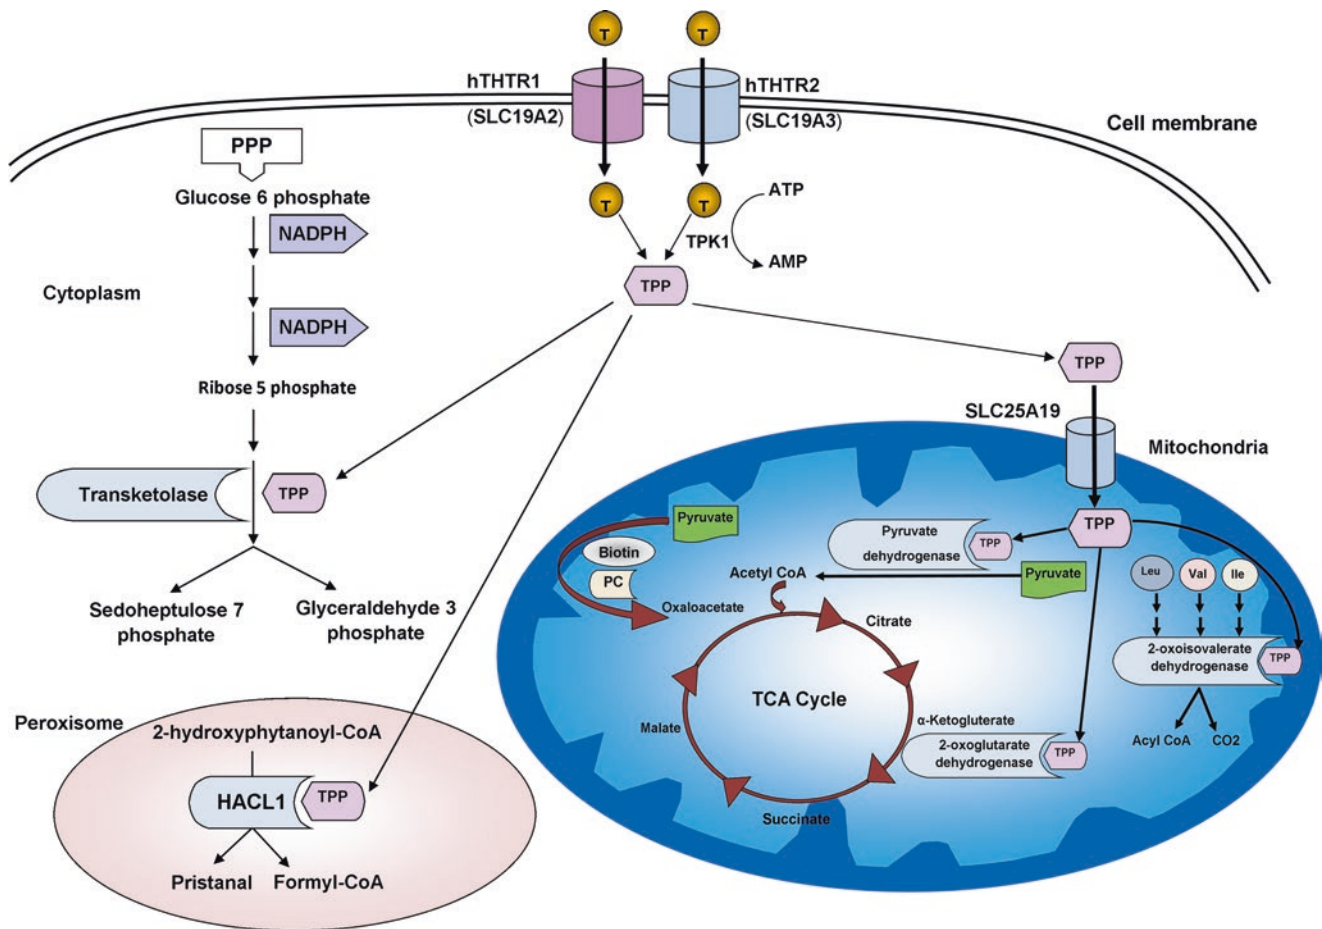 T
T
hTHTR1
(SLC19A2)
hTHTR2
(SLC19A3)
Cell membrane
PPP
Glucose 6 phosphate
NADPH
NADPH
Ribose 5 phosphate
Cytoplasm
T
T
TPK1
ATP
AMP
TPP
TPP
SLC25A19
Mitochondria
Transketolase
TPP
Sedoheptulose 7
phosphate
Glyceraldehyde 3
phosphate
Pyruvate
Biotin
PC
Oxaloacetate
Pyruvate
dehydrogenase
TPP
TPP
Acetyl CoA
Pyruvate
Leu
Val
Ile
Citrate
2-oxoisovalerate
dehydrogenase
TPP
Acyl CoA
CO2
TCA Cycle
Malate
α-Ketogluterate
2-oxoglutarate
dehydrogenase
TPP
Succinate
Peroxisome
2-hydroxyphytanoyl-CoA
HACL1
TPP
Pristanal
Formyl-CoA